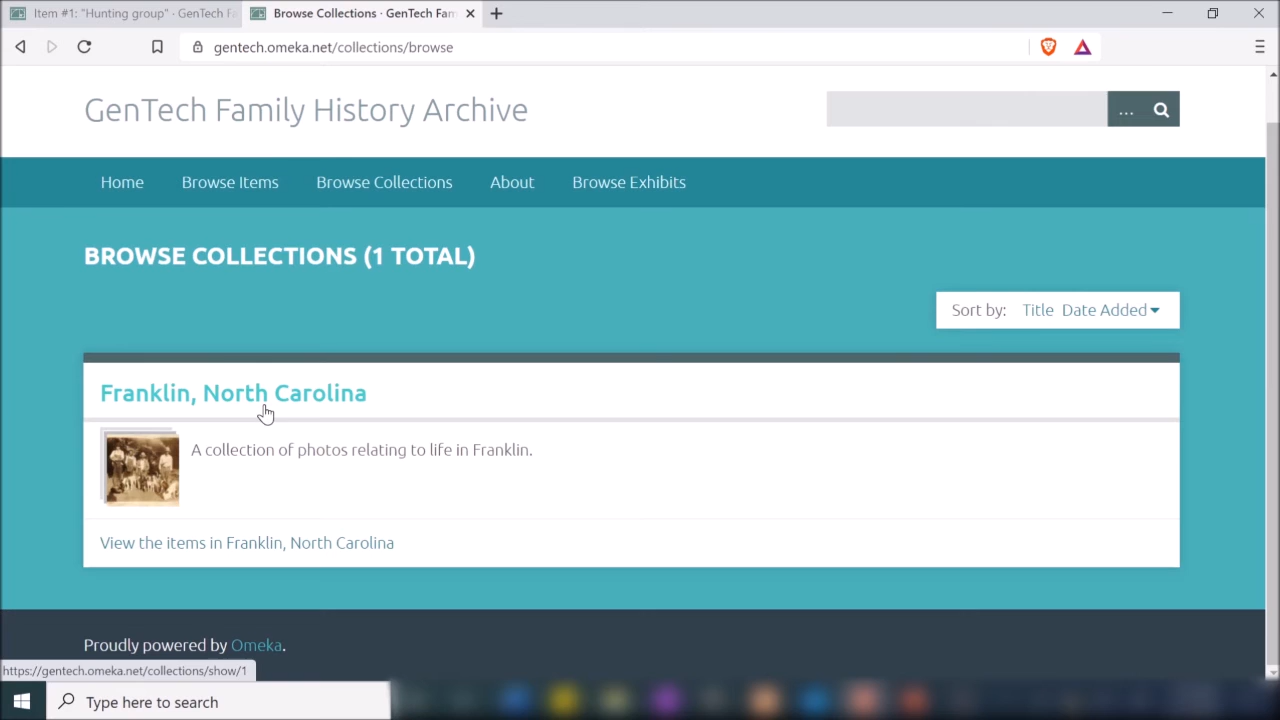 Item #1: "Hunting group" · GenTech Fa
Browse Collections · GenTech Fam
gentech.omeka.net/collections/browse
GenTech Family History Archive
...
Home Browse Items Browse Collections About Browse Exhibits
BROWSE COLLECTIONS (1 TOTAL)
Sort by: Title Date Added
Franklin, North Carolina
A collection of photos relating to life in Franklin.
View the items in Franklin, North Carolina
Proudly powered by Omeka.
https://gentech.omeka.net/collections/show/1
Type here to search